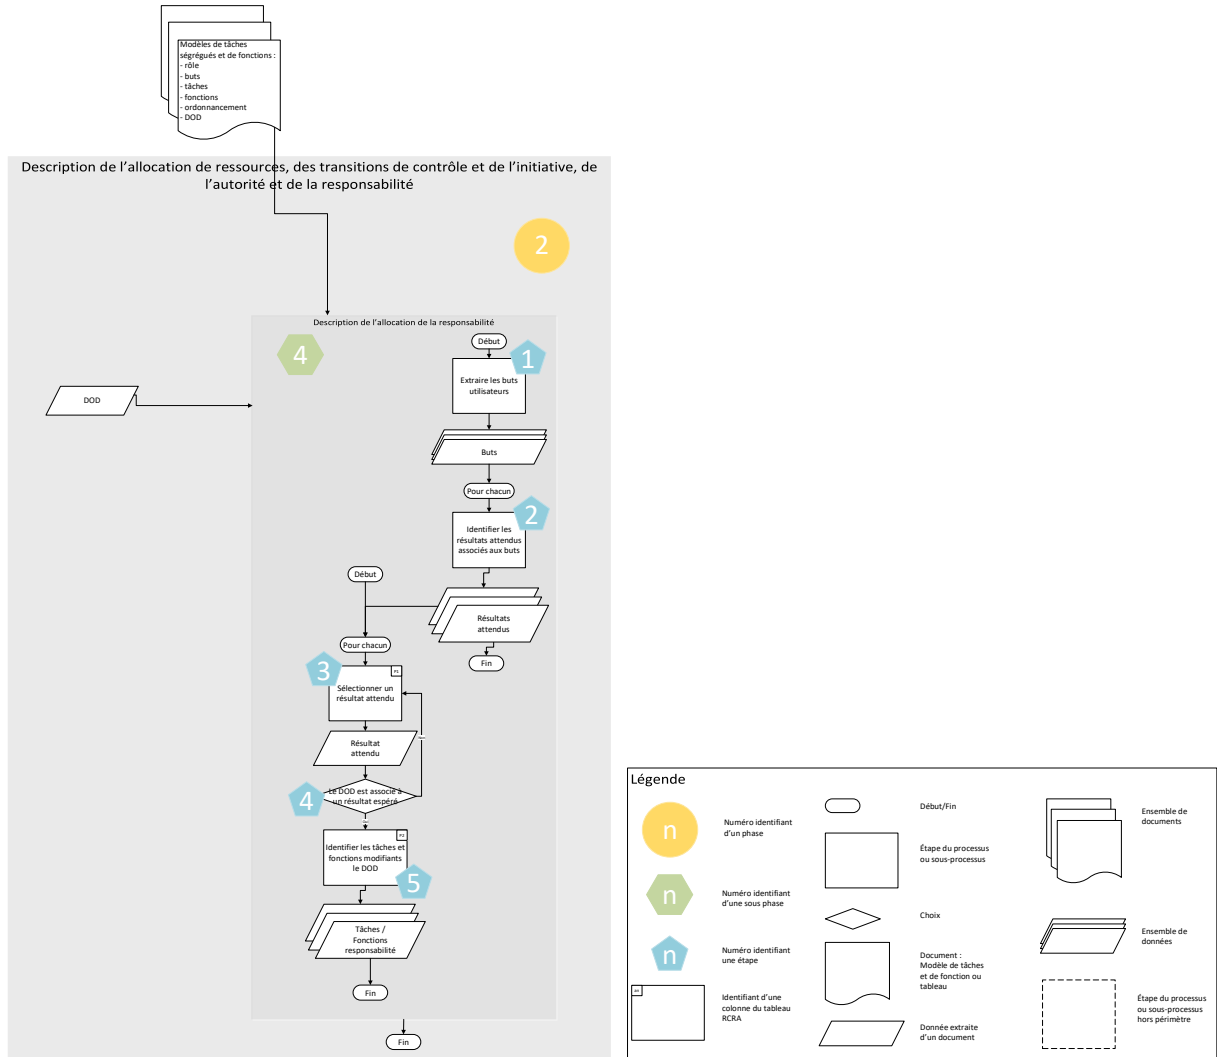 Modèles de tâches
ségrégués et de fonctions :
- rôle
- buts
- tâches
- fonctions
- ordonnancement
- DOD
Description de l’allocation de ressources, des transitions de contrôle et de l’initiative, de
l’autorité et de la responsabilité
2
Description de l’allocation de la responsabilité
4
Début
1
Extraire les buts
utilisateurs
DOD
Buts
Pour chacun
2
Identifier les
résultats attendus
associés aux buts
Début
Résultats
attendus
Pour chacun
Fin
3
P1
Sélectionner un
résultat attendu
Résultat
attendu
4
Le DOD est associé à
un résultat espéré
P2
Identifier les tâches et
fonctions modifiants
le DOD
5
Tâches /
Fonctions
responsabilité
Fin
Fin
Légende
n
Numéro identifiant
d’un phase
n
Numéro identifiant
d’une sous phase
n
Numéro identifiant
une étape
Identifiant d’une
colonne du tableau
RCRA
Début/Fin
Étape du processus
ou sous-processus
Choix
Document :
Modèle de tâches
et de fonction ou
tableau
Donnée extraite
d’un document
Ensemble de
documents
Ensemble de
données
Étape du processus
ou sous-processus
hors périmètre